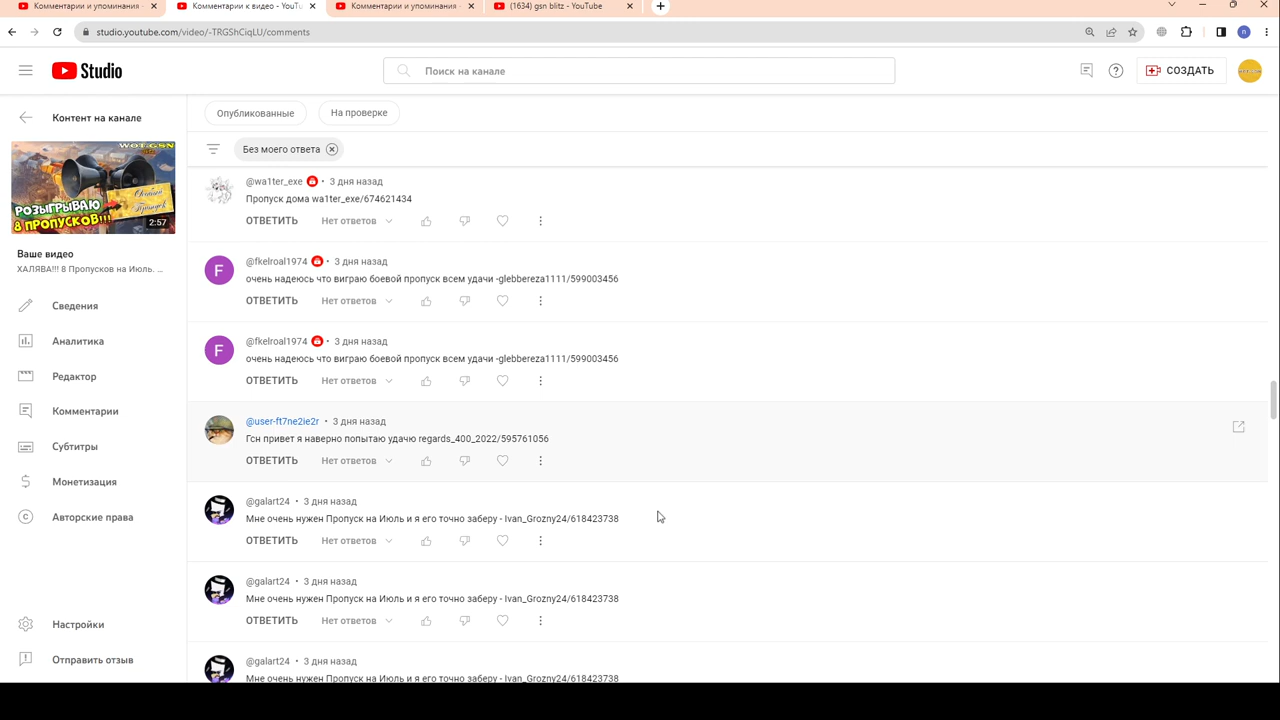 Комментарии и упоминания -
Комментарии к видео - YouTu
Комментарии и упоминания -
(1634) gsn blitz - YouTube
studio.youtube.com/video/-TRGShCiqLU/comments
n
Studio
Поиск на канале
СОЗДАТЬ
Контент на канале
WOT-GSN
Боевой
Пропуск
РОЗЫГРЫВАЮ
8 ПРОПУСКОВ!!!
2:57
Ваше видео
ХАЛЯВА!!! 8 Пропусков на Июль. ...
Сведения
Аналитика
Редактор
Комментарии
Субтитры
Монетизация
Авторские права
Настройки
Отправить отзыв
Опубликованные
На проверке
Без моего ответа
@wa1ter_exe • 3 дня назад
Пропуск дома wa1ter_exe/674621434
ОТВЕТИТЬ Нет ответов
F
@fkelroal1974 • 3 дня назад
очень надеюсь что виграю боевой пропуск всем удачи -glebbereza1111/599003456
ОТВЕТИТЬ Нет ответов
F
@fkelroal1974 • 3 дня назад
очень надеюсь что виграю боевой пропуск всем удачи -glebbereza1111/599003456
ОТВЕТИТЬ Нет ответов
@user-ft7ne2ie2r • 3 дня назад
Гсн привет я наверно попытаю удачю regards_400_2022/595761056
ОТВЕТИТЬ Нет ответов
@galart24 • 3 дня назад
Мне очень нужен Пропуск на Июль и я его точно заберу - Ivan_Grozny24/618423738
ОТВЕТИТЬ Нет ответов
@galart24 • 3 дня назад
Мне очень нужен Пропуск на Июль и я его точно заберу - Ivan_Grozny24/618423738
ОТВЕТИТЬ Нет ответов
@galart24 • 3 дня назад
Мне очень нужен Пропуск на Июль и я его точно заберу - Ivan_Grozny24/618423738